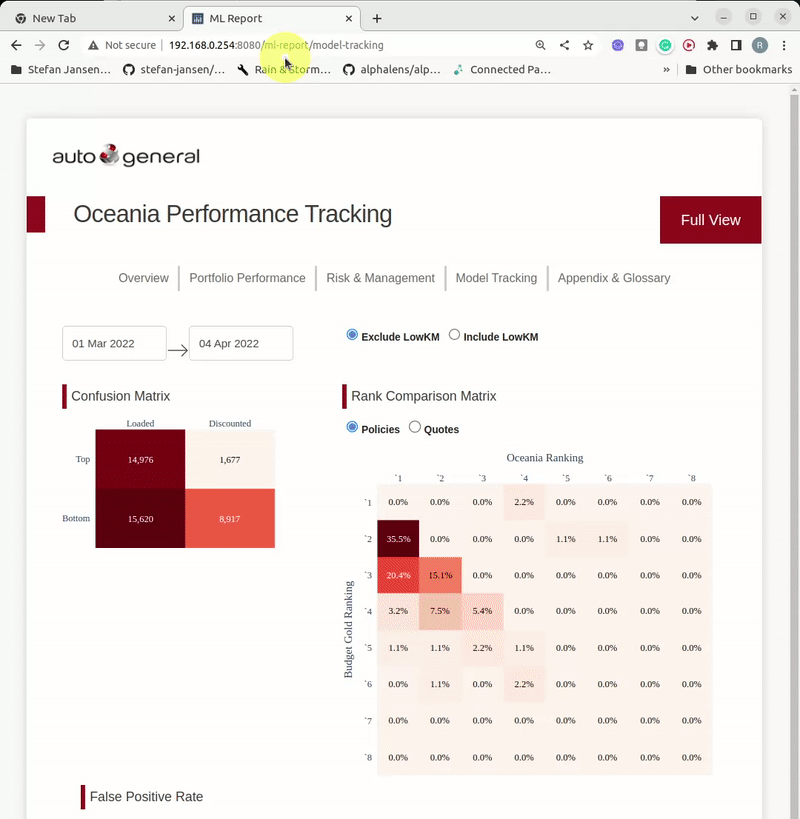 New Tab
ML Report
Not secure 192.168.0.254:8080/ml-report/model-tracking
R
Stefan Jansen... stefan-jansen/... Rain & Storm... alphalens/alp... Connected Pa... » Other bookmarks
auto general
Oceania Performance Tracking
Full View
Overview Portfolio Performance Risk & Management Model Tracking Appendix & Glossary
01 Mar 2022 04 Apr 2022
Exclude LowKM Include LowKM
Confusion Matrix
Loaded Discounted
Top 14,976 1,677
Bottom 15,620 8,917
Rank Comparison Matrix
Policies Quotes
Oceania Ranking
`1 `2 `3 `4 `5 `6 `7 `8
Budget Gold Ranking
`1 0.0% 0.0% 0.0% 2.2% 0.0% 0.0% 0.0% 0.0%
`2 35.5% 0.0% 0.0% 0.0% 1.1% 1.1% 0.0% 0.0%
`3 20.4% 15.1% 0.0% 0.0% 0.0% 0.0% 0.0% 0.0%
`4 3.2% 7.5% 5.4% 0.0% 0.0% 0.0% 0.0% 0.0%
`5 1.1% 1.1% 2.2% 1.1% 0.0% 0.0% 0.0% 0.0%
`6 0.0% 1.1% 0.0% 2.2% 0.0% 0.0% 0.0% 0.0%
`7 0.0% 0.0% 0.0% 0.0% 0.0% 0.0% 0.0% 0.0%
`8 0.0% 0.0% 0.0% 0.0% 0.0% 0.0% 0.0% 0.0%
False Positive Rate